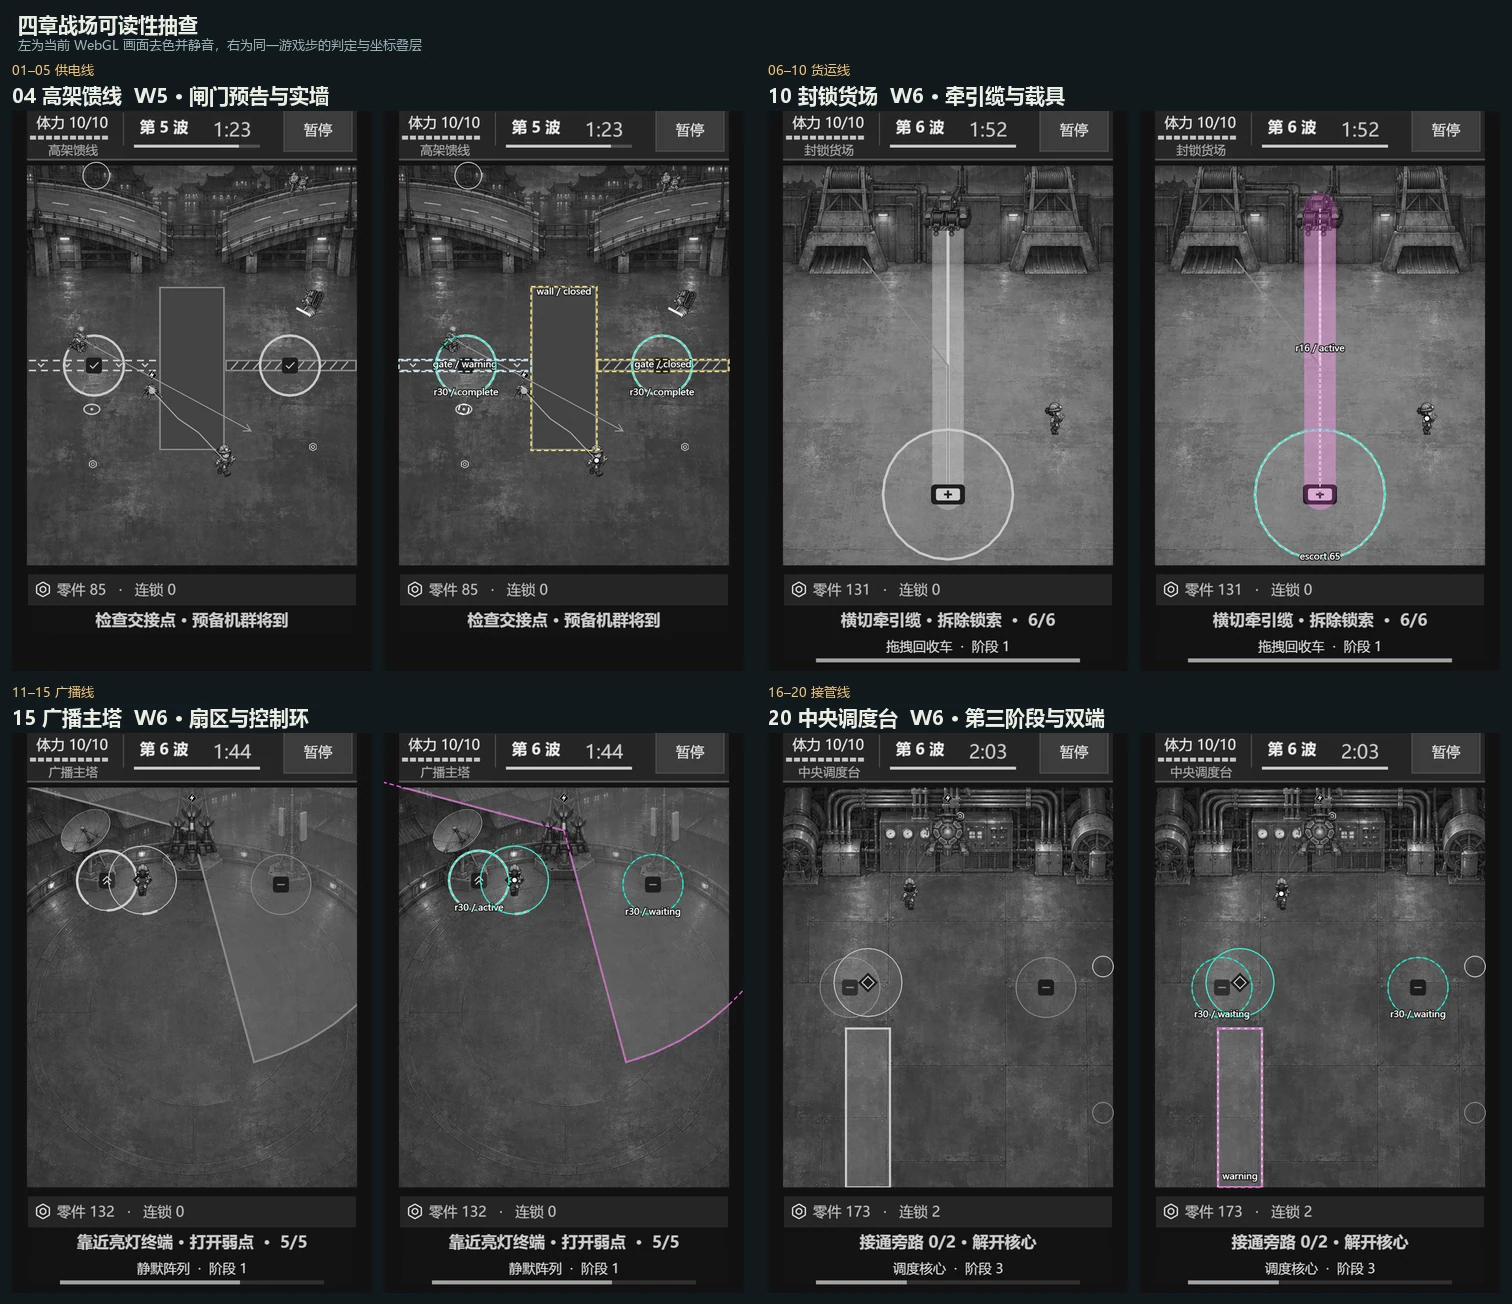 四章战场可读性抽查
左为当前 WebGL 画面去色并静音，右为同一游戏步的判定与坐标叠层
01–05 供电线
04 高架馈线 W5 • 闸门预告与实墙
体力 10/10
第 5 波
1:23
暂停
高架馈线
零件 85 · 连锁 0
检查交接点 • 预备机群将到
体力 10/10
第 5 波
1:23
暂停
高架馈线
wall / closed
gate / warning
gate / closed
r30 / complete
r30 / complete
零件 85 · 连锁 0
检查交接点 • 预备机群将到
06–10 货运线
10 封锁货场 W6 • 牵引缆与载具
体力 10/10
第 6 波
1:52
暂停
封锁货场
零件 131 · 连锁 0
横切牵引缆 • 拆除锁索 • 6/6
拖拽回收车 · 阶段 1
体力 10/10
第 6 波
1:52
暂停
封锁货场
r16 / active
escort 65
零件 131 · 连锁 0
横切牵引缆 • 拆除锁索 • 6/6
拖拽回收车 · 阶段 1
11–15 广播线
15 广播主塔 W6 • 扇区与控制环
体力 10/10
第 6 波
1:44
暂停
广播主塔
零件 132 · 连锁 0
靠近亮灯终端 • 打开弱点 • 5/5
静默阵列 · 阶段 1
体力 10/10
第 6 波
1:44
暂停
广播主塔
r30 / active
r30 / waiting
零件 132 · 连锁 0
靠近亮灯终端 • 打开弱点 • 5/5
静默阵列 · 阶段 1
16–20 接管线
20 中央调度台 W6 • 第三阶段与双端
体力 10/10
第 6 波
2:03
暂停
中央调度台
零件 173 · 连锁 2
接通旁路 0/2 • 解开核心
调度核心 · 阶段 3
体力 10/10
第 6 波
2:03
暂停
中央调度台
r30 / waiting
r30 / waiting
warning
零件 173 · 连锁 2
接通旁路 0/2 • 解开核心
调度核心 · 阶段 3